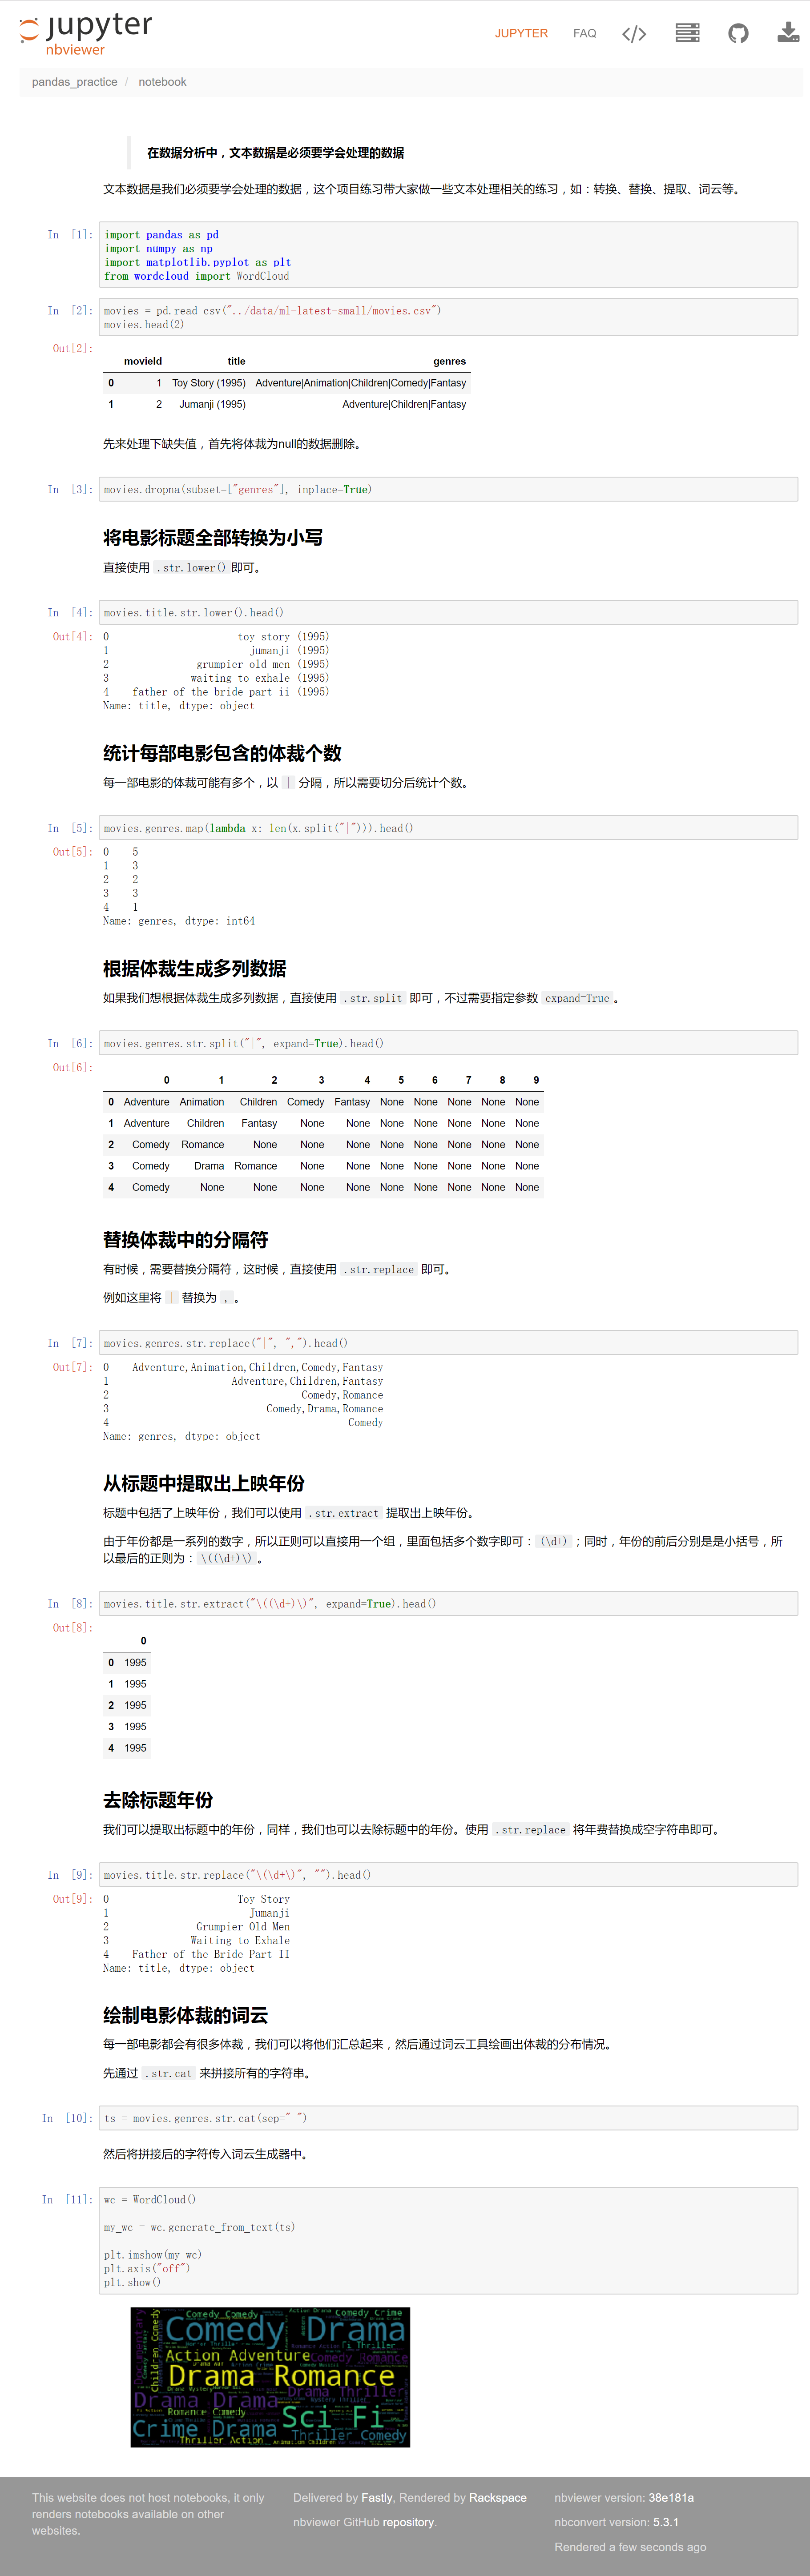 jupyter
nbviewer
JUPYTER FAQ
pandas_practice / notebook
在数据分析中，文本数据是必须要学会处理的数据
文本数据是我们必须要学会处理的数据，这个项目练习带大家做一些文本处理相关的练习，如：转换、替换、提取、词云等。
In [1]: import pandas as pd
import numpy as np
import matplotlib.pyplot as plt
from wordcloud import WordCloud
In [2]: movies = pd.read_csv("../data/ml-latest-small/movies.csv")
movies.head(2)
Out[2]:
movieId title genres
0 1 Toy Story (1995) Adventure|Animation|Children|Comedy|Fantasy
1 2 Jumanji (1995) Adventure|Children|Fantasy
先来处理下缺失值，首先将体裁为null的数据删除。
In [3]: movies.dropna(subset=["genres"], inplace=True)
将电影标题全部转换为小写
直接使用 .str.lower() 即可。
In [4]: movies.title.str.lower().head()
Out[4]: 0 toy story (1995)
1 jumanji (1995)
2 grumpier old men (1995)
3 waiting to exhale (1995)
4 father of the bride part ii (1995)
Name: title, dtype: object
统计每部电影包含的体裁个数
每一部电影的体裁可能有多个，以 | 分隔，所以需要切分后统计个数。
In [5]: movies.genres.map(lambda x: len(x.split("|"))).head()
Out[5]: 0 5
1 3
2 2
3 3
4 1
Name: genres, dtype: int64
根据体裁生成多列数据
如果我们想根据体裁生成多列数据，直接使用 .str.split 即可，不过需要指定参数 expand=True。
In [6]: movies.genres.str.split("|", expand=True).head()
Out[6]:
0 1 2 3 4 5 6 7 8 9
0 Adventure Animation Children Comedy Fantasy None None None None None
1 Adventure Children Fantasy None None None None None None None
2 Comedy Romance None None None None None None None None
3 Comedy Drama Romance None None None None None None None
4 Comedy None None None None None None None None None
替换体裁中的分隔符
有时候，需要替换分隔符，这时候，直接使用 .str.replace 即可。
例如这里将 | 替换为 , 。
In [7]: movies.genres.str.replace("|", ",").head()
Out[7]: 0 Adventure,Animation,Children,Comedy,Fantasy
1 Adventure,Children,Fantasy
2 Comedy,Romance
3 Comedy,Drama,Romance
4 Comedy
Name: genres, dtype: object
从标题中提取出上映年份
标题中包括了上映年份，我们可以使用 .str.extract 提取出上映年份。
由于年份都是一系列的数字，所以正则可以直接用一个组，里面包括多个数字即可： (\d+) ；同时，年份的前后分别是是小括号，所
以最后的正则为： \((\d+)\) 。
In [8]: movies.title.str.extract("\((\d+)\)", expand=True).head()
Out[8]:
0
0 1995
1 1995
2 1995
3 1995
4 1995
去除标题年份
我们可以提取出标题中的年份，同样，我们也可以去除标题中的年份。使用 .str.replace 将年费替换成空字符串即可。
In [9]: movies.title.str.replace("\(\d+\)", "").head()
Out[9]: 0 Toy Story
1 Jumanji
2 Grumpier Old Men
3 Waiting to Exhale
4 Father of the Bride Part II
Name: title, dtype: object
绘制电影体裁的词云
每一部电影都会有很多体裁，我们可以将他们汇总起来，然后通过词云工具绘画出体裁的分布情况。
先通过 .str.cat 来拼接所有的字符串。
In [10]: ts = movies.genres.str.cat(sep=" ")
然后将拼接后的字符传入词云生成器中。
In [11]: wc = WordCloud()
my_wc = wc.generate_from_text(ts)
plt.imshow(my_wc)
plt.axis("off")
plt.show()
Comedy Comedy
Comedy Crime
Children Comedy
Comedy Drama
Action Adventure
Comedy Romance
Drama Romance
Drama Drama
Drama Thriller
Romance Comedy
Sci Fi
Crime Drama
Thriller Comedy
Thriller Action
This website does not host notebooks, it only
renders notebooks available on other
websites.
Delivered by Fastly, Rendered by Rackspace
nbviewer GitHub repository.
nbviewer version: 38e181a
nbconvert version: 5.3.1
Rendered a few seconds ago